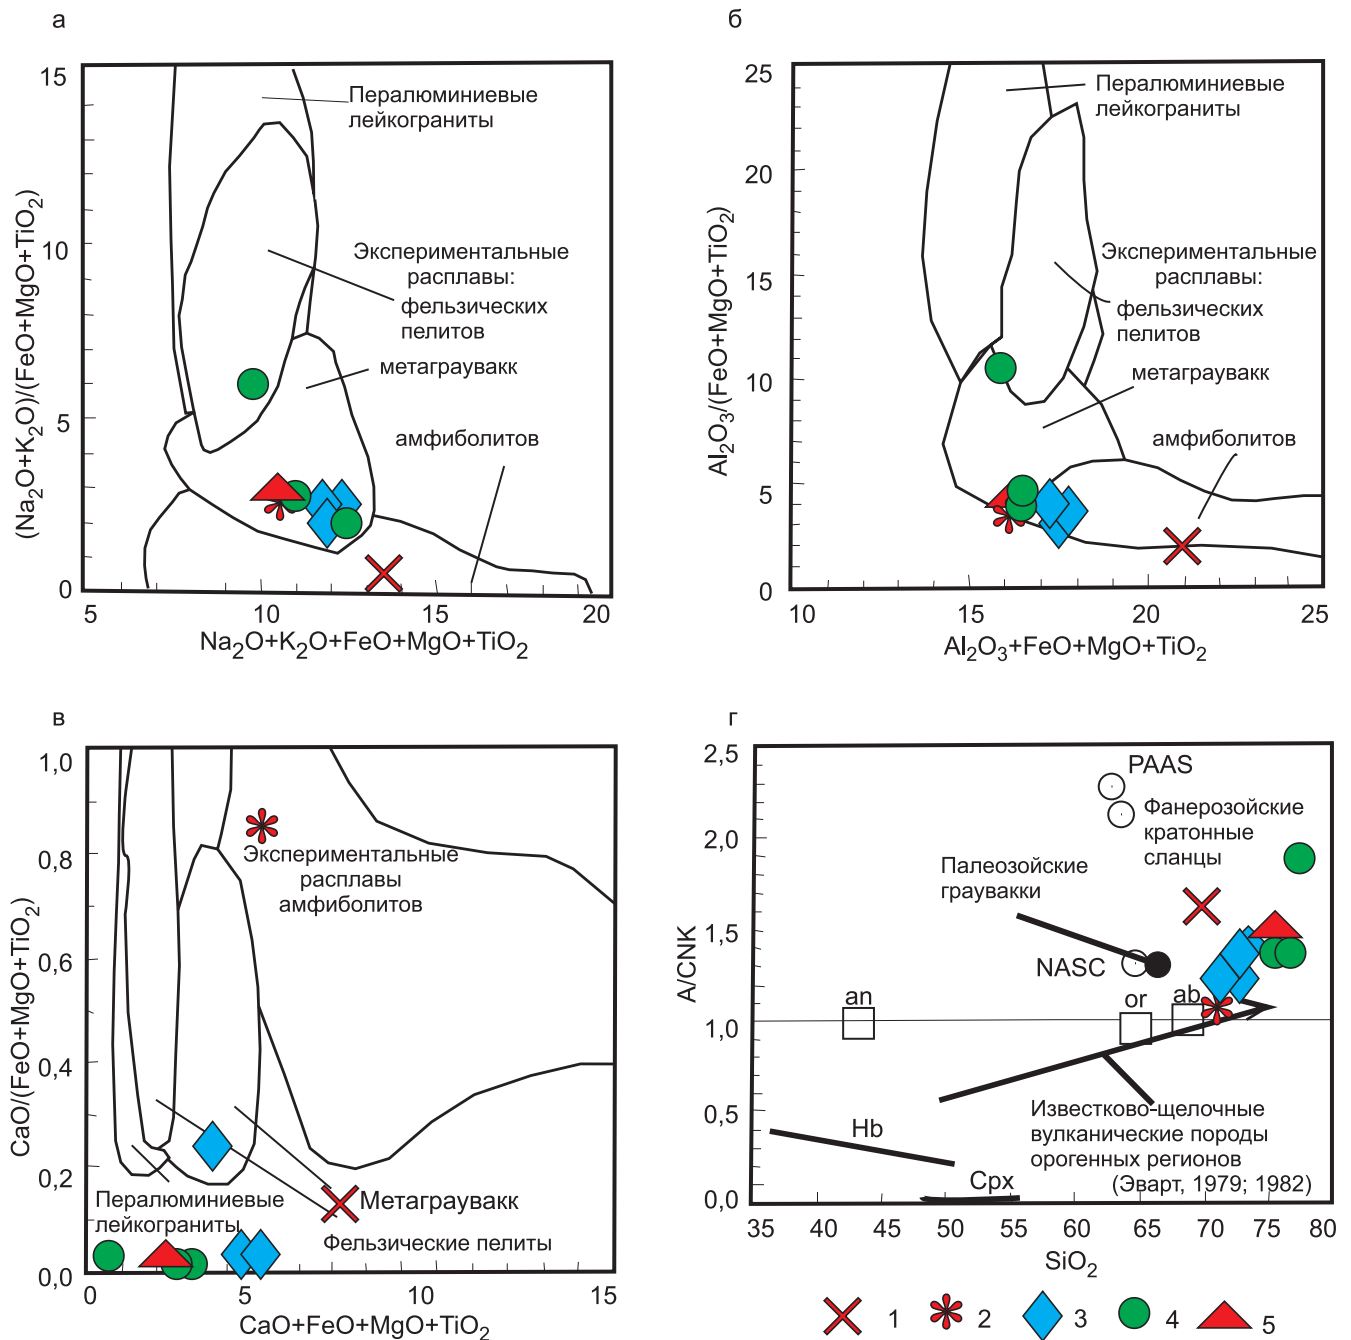 а
15
10
5
0
5
10
15
20
(Na2O+K2O)/(FeO+MgO+TiO2)
Na2O+K2O+FeO+MgO+TiO2
Пералюминиевые
лейкограниты
Экспериментальные
расплавы:
фельзических
пелитов
метаграувакк
амфиболитов
б
25
20
15
10
5
0
10
15
20
25
Al2O3/(FeO+MgO+TiO2)
Al2O3+FeO+MgO+TiO2
Пералюминиевые
лейкограниты
Экспериментальные
расплавы:
фельзических
пелитов
метаграувакк
амфиболитов
в
1,0
0,8
0,6
0,4
0,2
0,0
0
5
15
CaO/(FeO+MgO+TiO2)
CaO+FeO+MgO+TiO2
Экспериментальные
расплавы
амфиболитов
Пералюминиевые
лейкограниты
Метаграувакк
Фельзические пелиты
г
2,5
2,0
1,5
1,0
0,5
0,0
35
40
45
50
55
60
65
70
75
80
A/CNK
SiO2
PAAS
Фанерозойские
кратонные
сланцы
Палеозойские
граувакки
NASC
an
or
ab
Hb
Cpx
Известково-щелочные
вулканические породы
орогенных регионов
(Эварт, 1979; 1982)
1
2
3
4
5